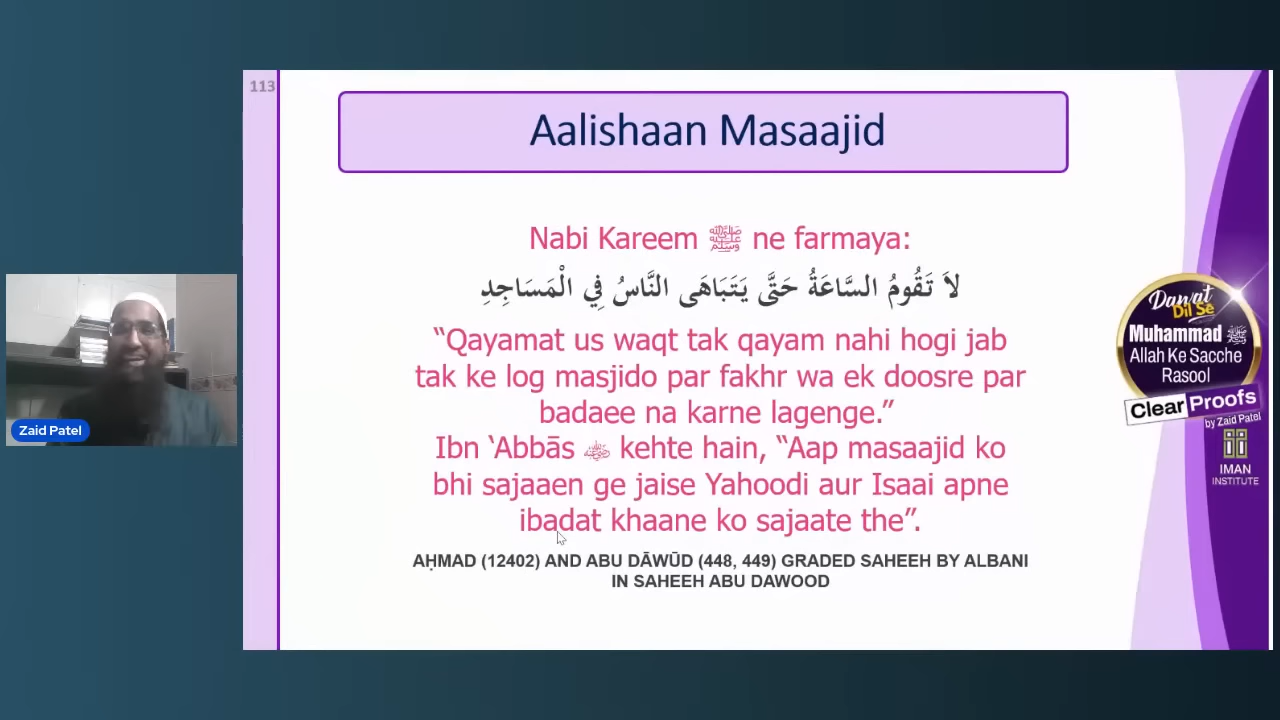 113
Aalishaan Masaajid
Nabi Kareem ﷺ ne farmaya:
لاَ تَقُومُ السَّاعَةُ حَتَّى يَتَبَاهَى النَّاسُ فِي الْمَسَاجِدِ
“Qayamat us waqt tak qayam nahi hogi jab
tak ke log masjido par fakhr wa ek doosre par
badaee na karne lagenge.”
Ibn ‘Abbās kehte hain, “Aap masaajid ko
bhi sajaaen ge jaise Yahoodi aur Isaai apne
ibadat khaane ko sajaate the”.
AḤMAD (12402) AND ABU DĀWŪD (448, 449) GRADED SAHEEH BY ALBANI
IN SAHEEH ABU DAWOOD
Zaid Patel
Dawat
Dil Se
Muhammad ﷺ
Allah Ke Sacche
Rasool
Clear Proofs
by Zaid Patel
IMAN
INSTITUTE